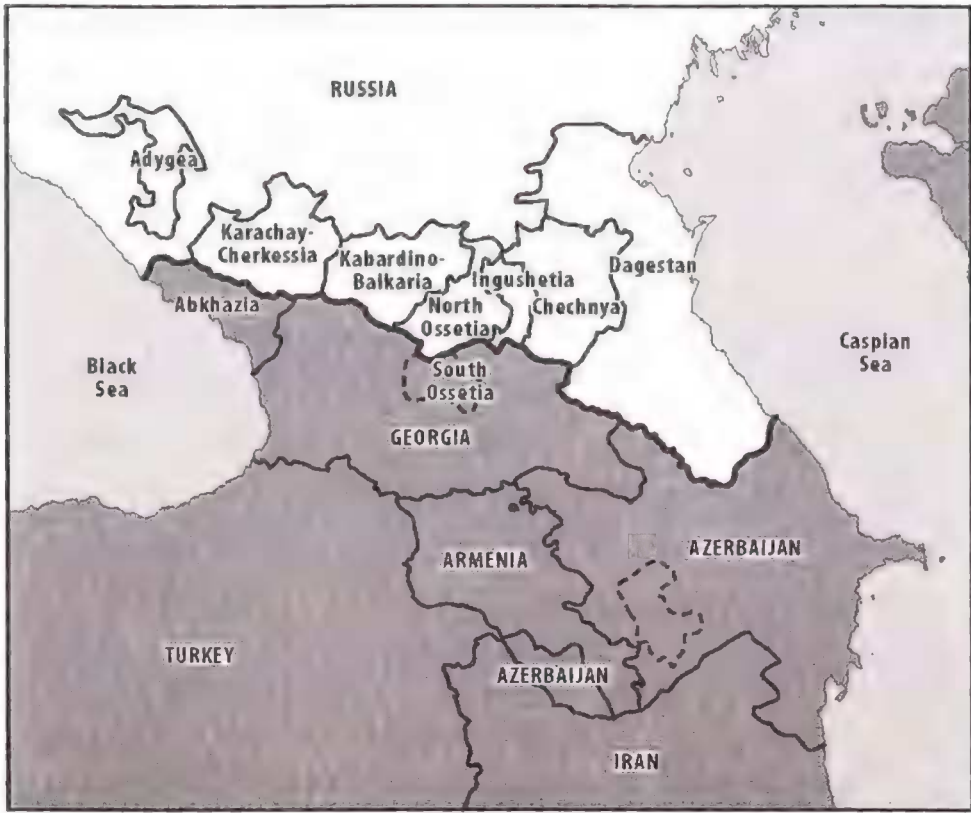 RUSSIA
Adygea
Karachay-
Cherkessia
Kabardino-
Balkaria
Ingushetia
Dagestan
North
Ossetia
Chechnya
Abkhazia
Black
Sea
South
Ossetia
Caspian
Sea
GEORGIA
ARMENIA
AZERBAIJAN
TURKEY
AZERBAIJAN
IRAN